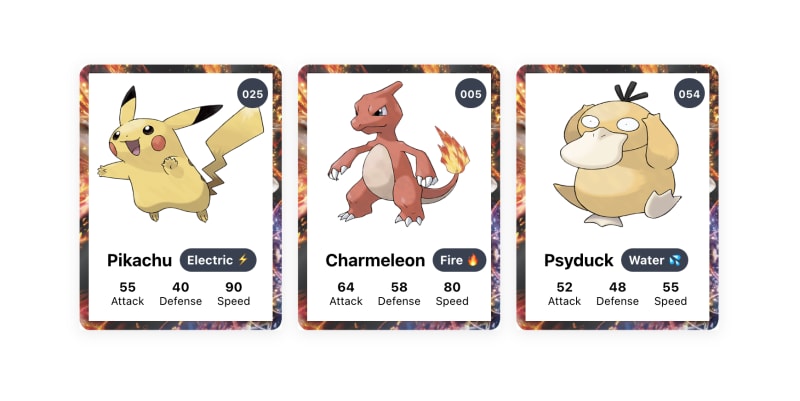 025
Pikachu Electric ⚡
55 40 90
Attack Defense Speed
005
Charmeleon Fire 🔥
64 58 80
Attack Defense Speed
054
Psyduck Water 💦
52 48 55
Attack Defense Speed